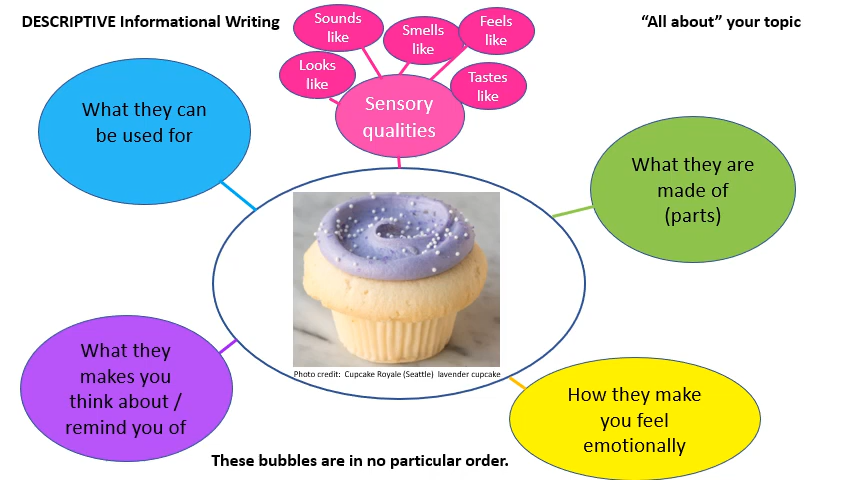 DESCRIPTIVE Informational Writing
"All about" your topic
Sounds
like
Smells
like
Feels
like
Looks
like
Tastes
like
Sensory
qualities
What they can
be used for
What they are
made of
(parts)
Photo credit:  Cupcake Royale (Seattle)  lavender cupcake
What they
makes you
think about /
remind you of
How they make
you feel
emotionally
These bubbles are in no particular order.